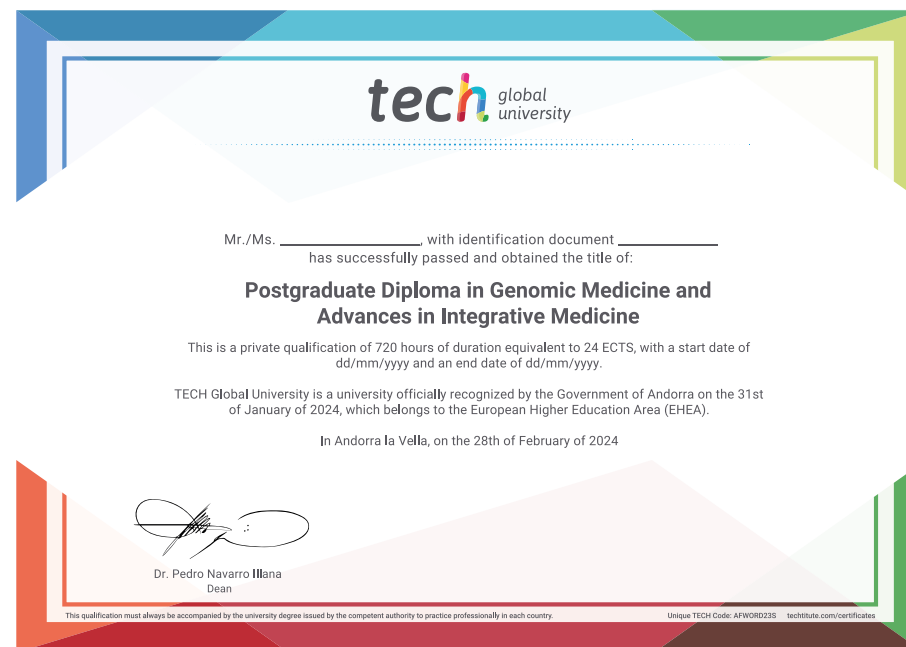 tech global
university
Mr./Ms. ____________________, with identification document ______________
has successfully passed and obtained the title of:
Postgraduate Diploma in Genomic Medicine and
Advances in Integrative Medicine
This is a private qualification of 720 hours of duration equivalent to 24 ECTS, with a start date of
dd/mm/yyyy and an end date of dd/mm/yyyy.
TECH Global University is a university officially recognized by the Government of Andorra on the 31st
of January of 2024, which belongs to the European Higher Education Area (EHEA).
In Andorra la Vella, on the 28th of February of 2024
Dr. Pedro Navarro Illana
Dean
This qualification must always be accompanied by the university degree issued by the competent authority to practice professionally in each country.
Unique TECH Code: AFWORD23S techtitute.com/certificates